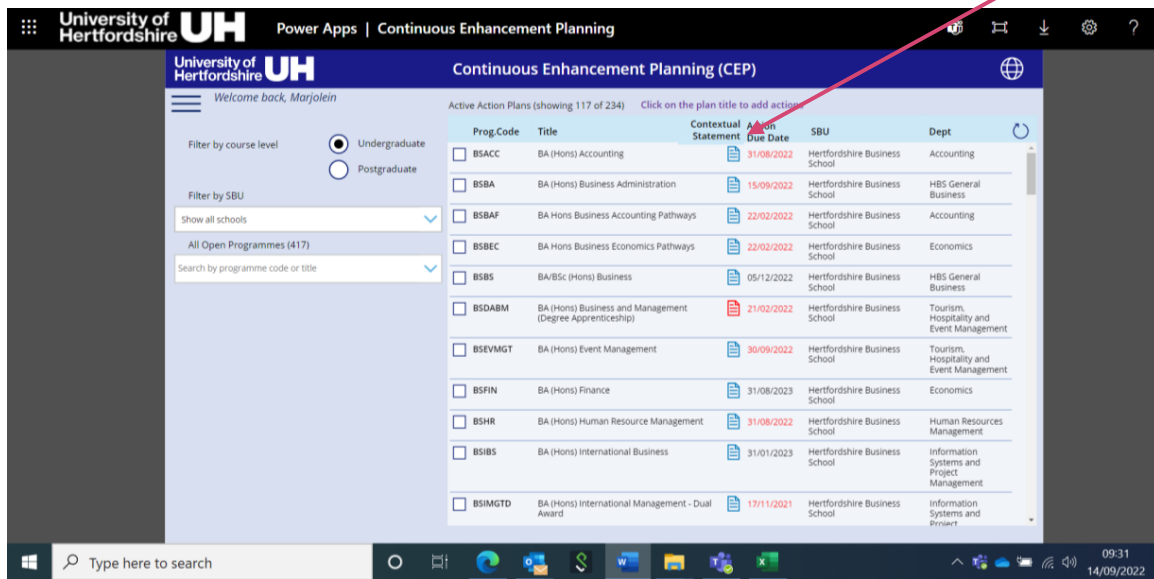 University of
Hertfordshire UH
Power Apps | Continuous Enhancement Planning
?
University of
Hertfordshire UH
Continuous Enhancement Planning (CEP)
Welcome back, Marjolein
Filter by course level
Undergraduate
Postgraduate
Filter by SBU
Show all schools
All Open Programmes (417)
Search by programme code or title
Active Action Plans (showing 117 of 234) Click on the plan title to add actions
Prog.Code Title Contextual Statement Action Due Date SBU Dept
BSACC BA (Hons) Accounting 31/08/2022 Hertfordshire Business Accounting
School
BSBA BA (Hons) Business Administration 15/09/2022 Hertfordshire Business HBS General
School Business
BSBAF BA Hons Business Accounting Pathways 22/02/2022 Hertfordshire Business Accounting
School
BSBEC BA Hons Business Economics Pathways 22/02/2022 Hertfordshire Business Economics
School
BSBS BA/BSc (Hons) Business 05/12/2022 Hertfordshire Business HBS General
School Business
BSDABM BA (Hons) Business and Management 21/02/2022 Hertfordshire Business Tourism,
(Degree Apprenticeship) School Hospitality and
Event Management
BSEVMGT BA (Hons) Event Management 30/09/2022 Hertfordshire Business Tourism,
School Hospitality and
Event Management
BSFIN BA (Hons) Finance 31/08/2023 Hertfordshire Business Economics
School
BSHR BA (Hons) Human Resource Management 31/08/2022 Hertfordshire Business Human Resources
School Management
BSIBS BA (Hons) International Business 31/01/2023 Hertfordshire Business Information
School Systems and
Project
Management
BSIMGTD BA (Hons) International Management - Dual 17/11/2021 Hertfordshire Business Information
Award School Systems and
Project
Type here to search
09:31
14/09/2022